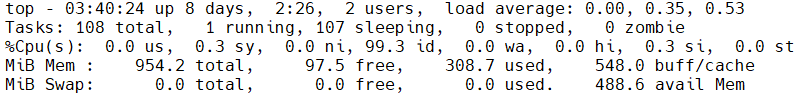 top - 03:40:24 up 8 days,  2:26,  2 users,  load average: 0.00, 0.35, 0.53
Tasks: 108 total,   1 running, 107 sleeping,   0 stopped,   0 zombie
%Cpu(s):  0.0 us,  0.3 sy,  0.0 ni, 99.3 id,  0.0 wa,  0.0 hi,  0.3 si,  0.0 st
MiB Mem :    954.2 total,     97.5 free,    308.7 used,    548.0 buff/cache
MiB Swap:      0.0 total,      0.0 free,      0.0 used.    488.6 avail Mem